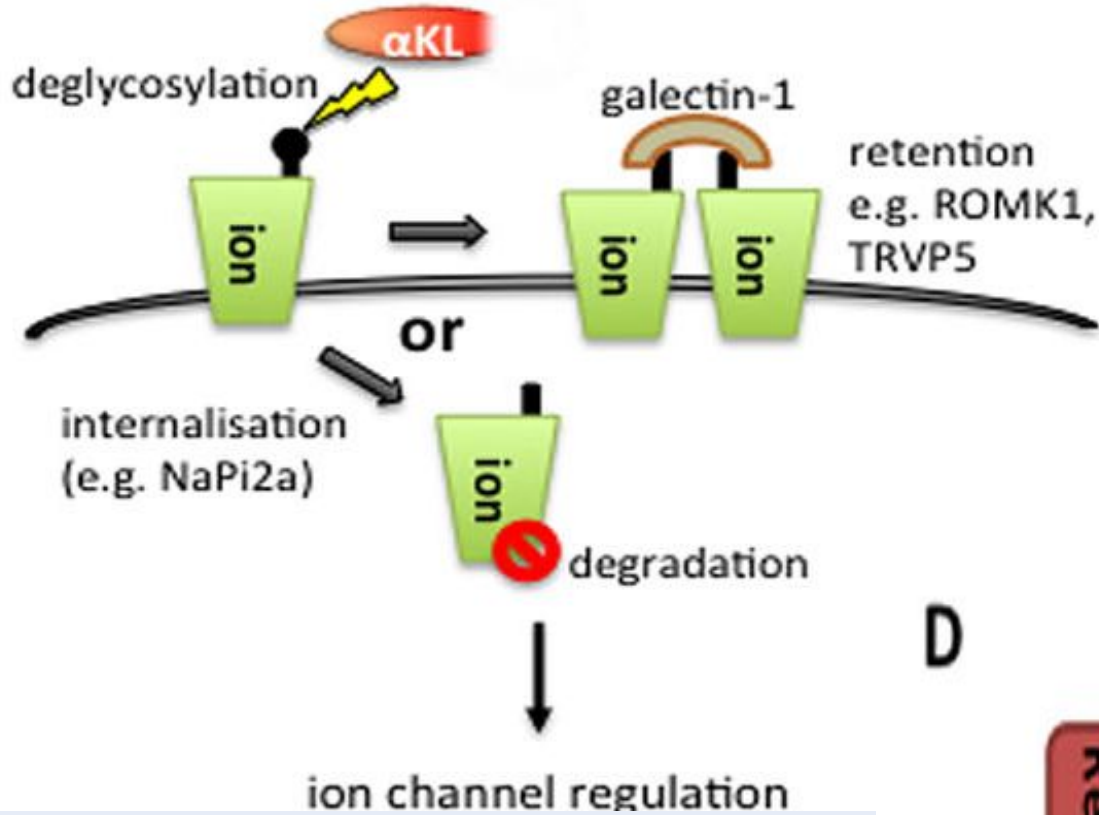 αKL
deglycosylation
galectin-1
retention
e.g. ROMK1,
TRVP5
ion
ion
ion
or
internalisation
(e.g. NaPi2a)
ion
degradation
D
ion channel regulation